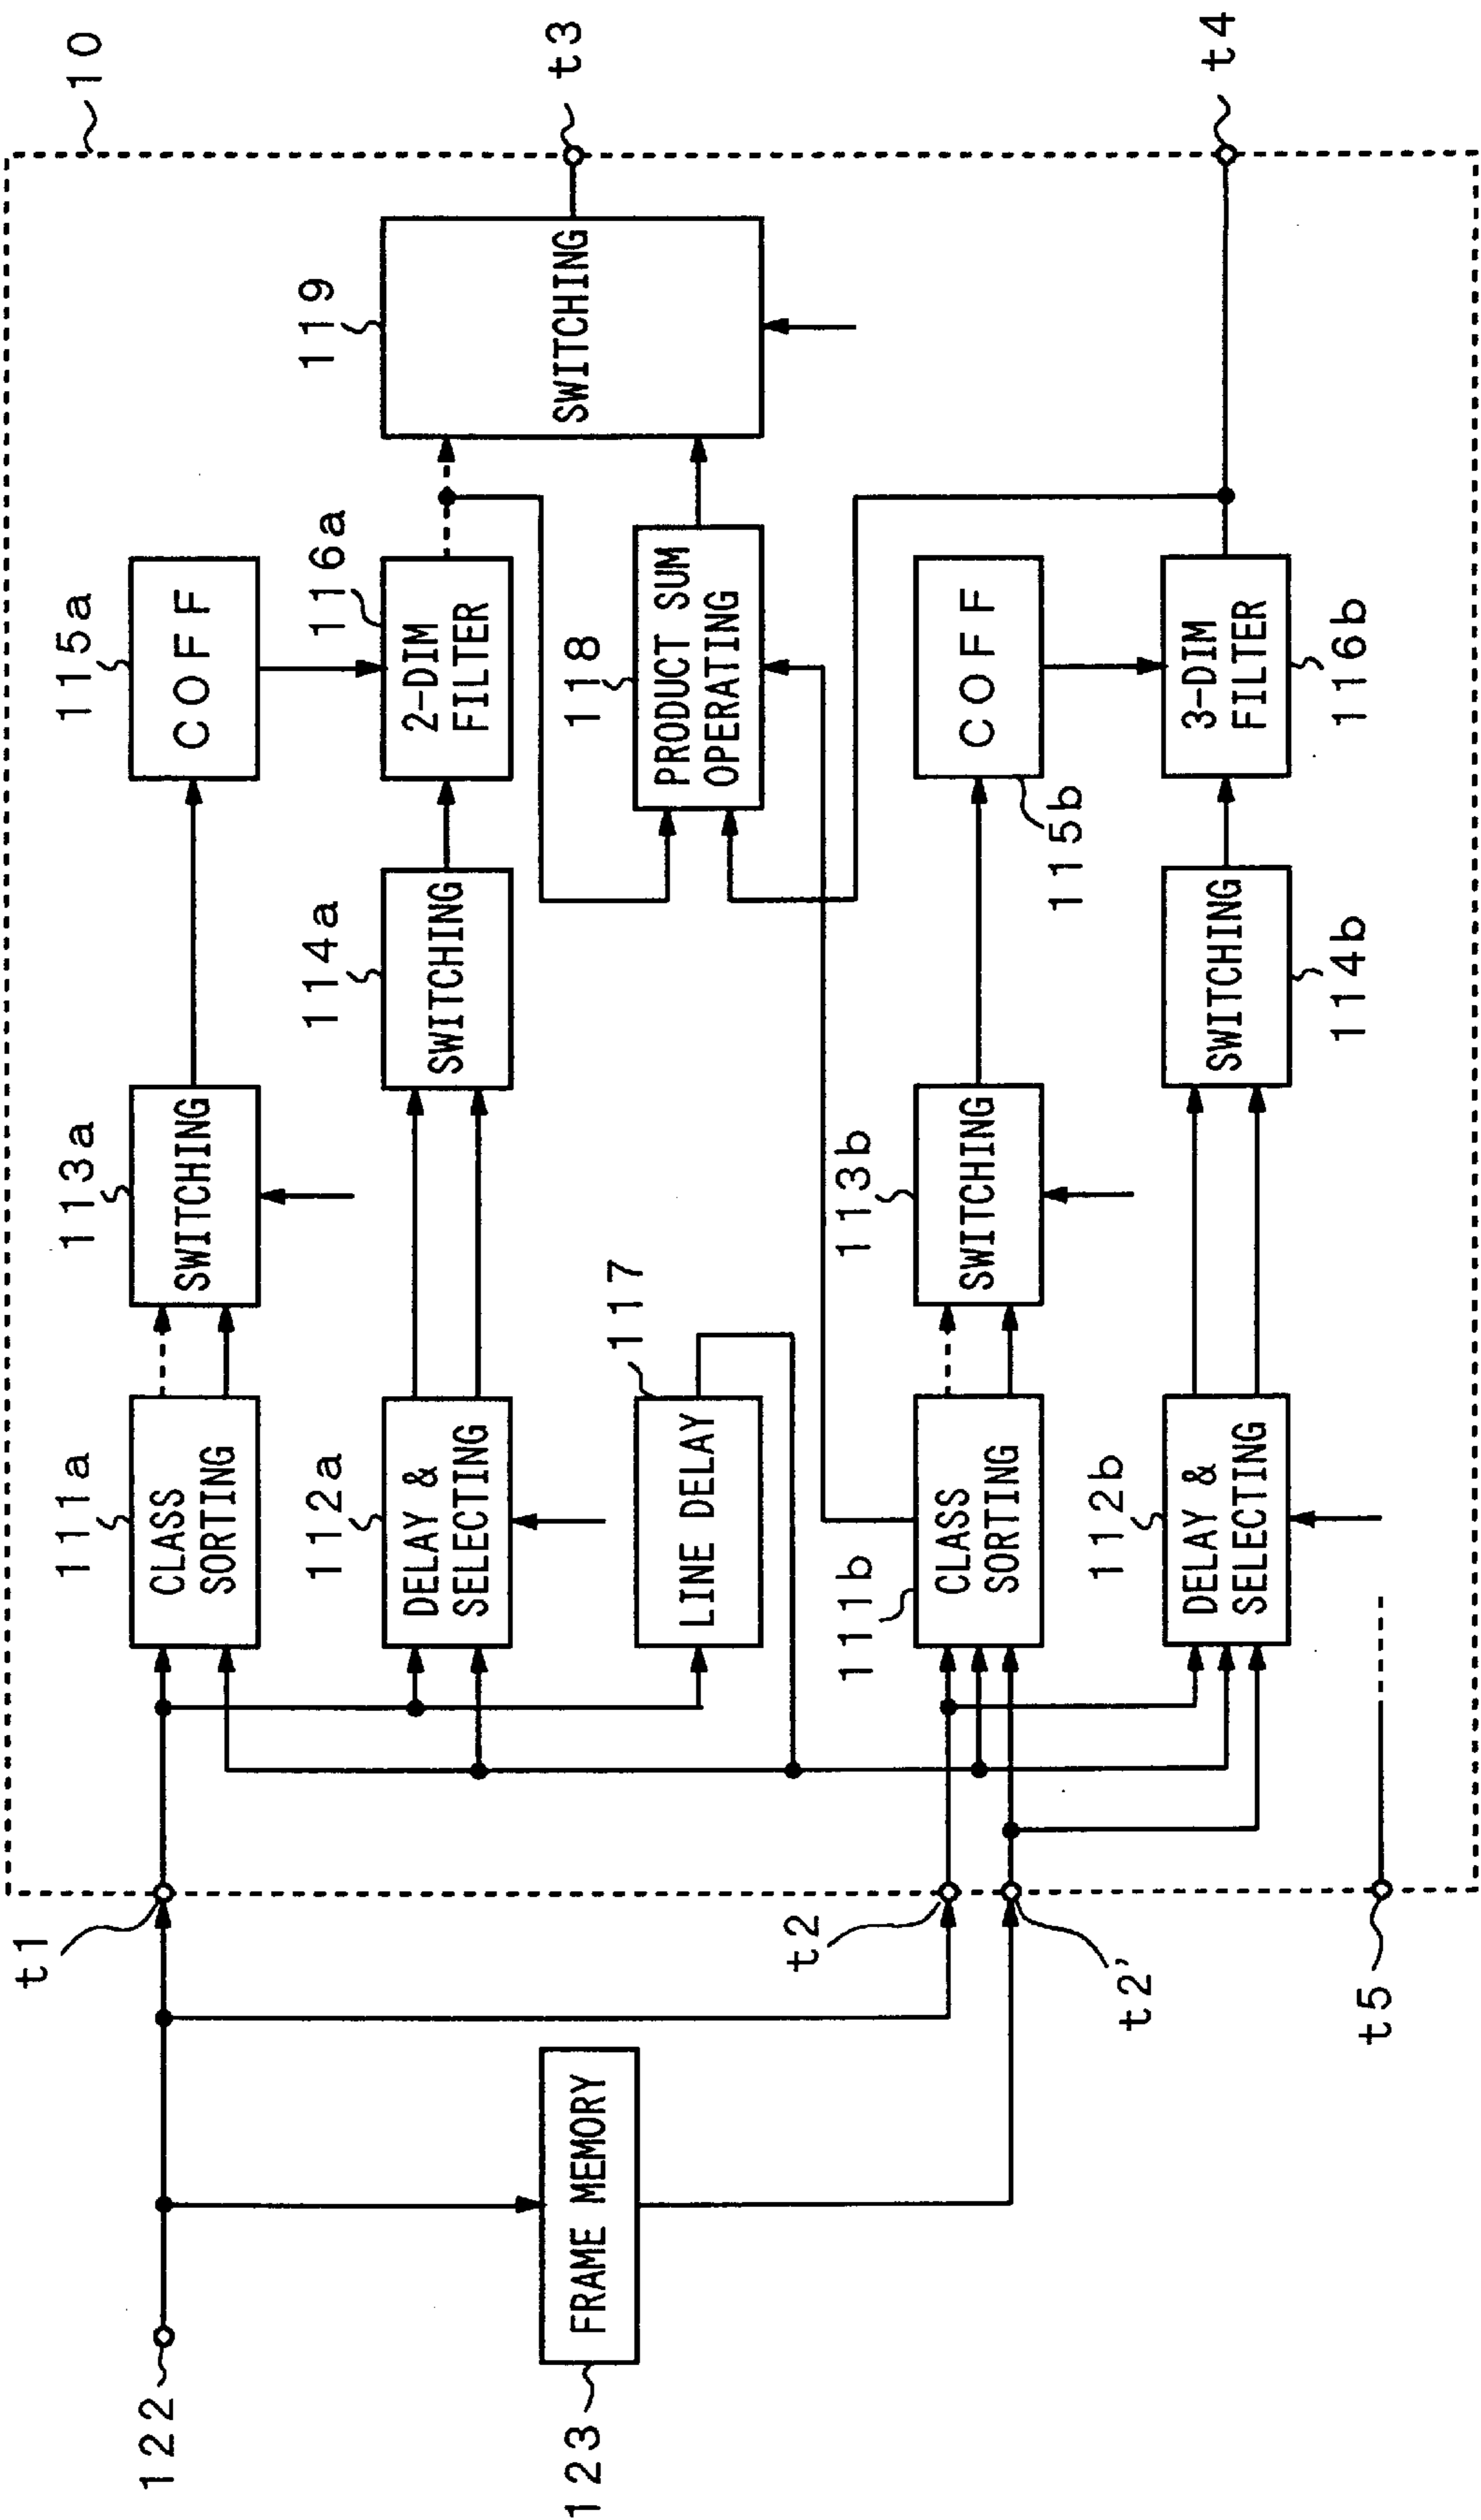 10
t3
t4
115a
COFF
113a
SWITCHING
111a
CLASS
SORTING
t1
122
119
SWITCHING
116a
2-DIM
FILTER
114a
SWITCHING
112a
DELAY &
SELECTING
118
PRODUCT SUM
OPERATING
117
LINE DELAY
123
FRAME MEMORY
COFF
115b
113b
SWITCHING
111b
CLASS
SORTING
t2
t2'
3-DIM
FILTER
116b
SWITCHING
114b
112b
DELAY &
SELECTING
t5